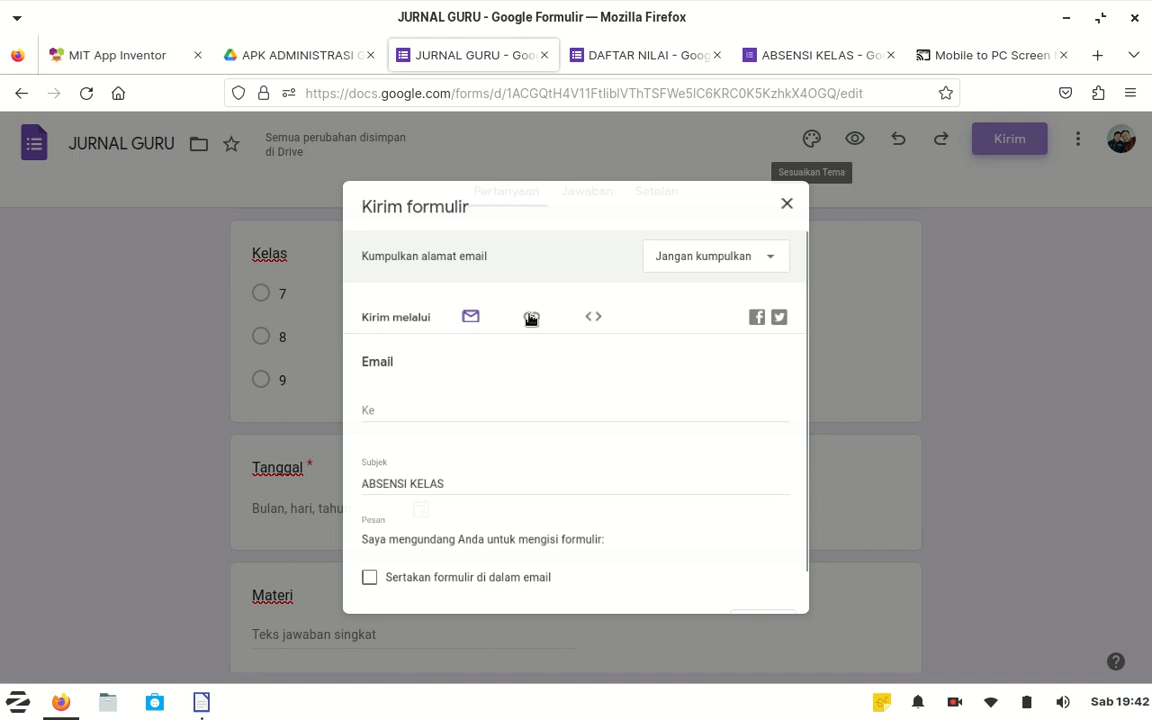 JURNAL GURU - Google Formulir — Mozilla Firefox
MIT App Inventor
APK ADMINISTRASI G
JURNAL GURU - Goo
DAFTAR NILAI - Goog
ABSENSI KELAS - Go
Mobile to PC Screen
https://docs.google.com/forms/d/1ACGQtH4V11FtlibIVThTSFWe5IC6KRC0K5KzhkX4OGQ/edit
JURNAL GURU
Semua perubahan disimpan
di Drive
Kirim
Sesuaikan Tema
Pertanyaan Jawaban Setelan
Kirim formulir
Kumpulkan alamat email
Jangan kumpulkan
Kirim melalui
Email
Ke
Subjek
ABSENSI KELAS
Pesan
Saya mengundang Anda untuk mengisi formulir:
Sertakan formulir di dalam email
Kelas
7
8
9
Tanggal *
Bulan, hari, tahu
Materi
Teks jawaban singkat
Sab 19:42